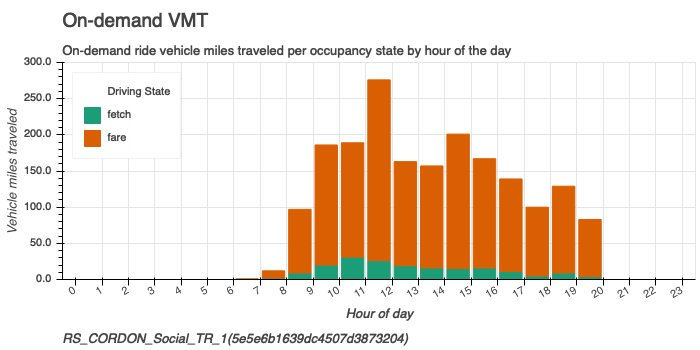 On-demand VMT
On-demand ride vehicle miles traveled per occupancy state by hour of the day
300.0
250.0
200.0
150.0
100.0
50.0
0.0
Vehicle miles traveled
Driving State
fetch
fare
0 1 2 3 4 5 6 7 8 9 10 11 12 13 14 15 16 17 18 19 20 21 22 23
Hour of day
RS_CORDON_Social_TR_1(5e5e6b1639dc4507d3873204)